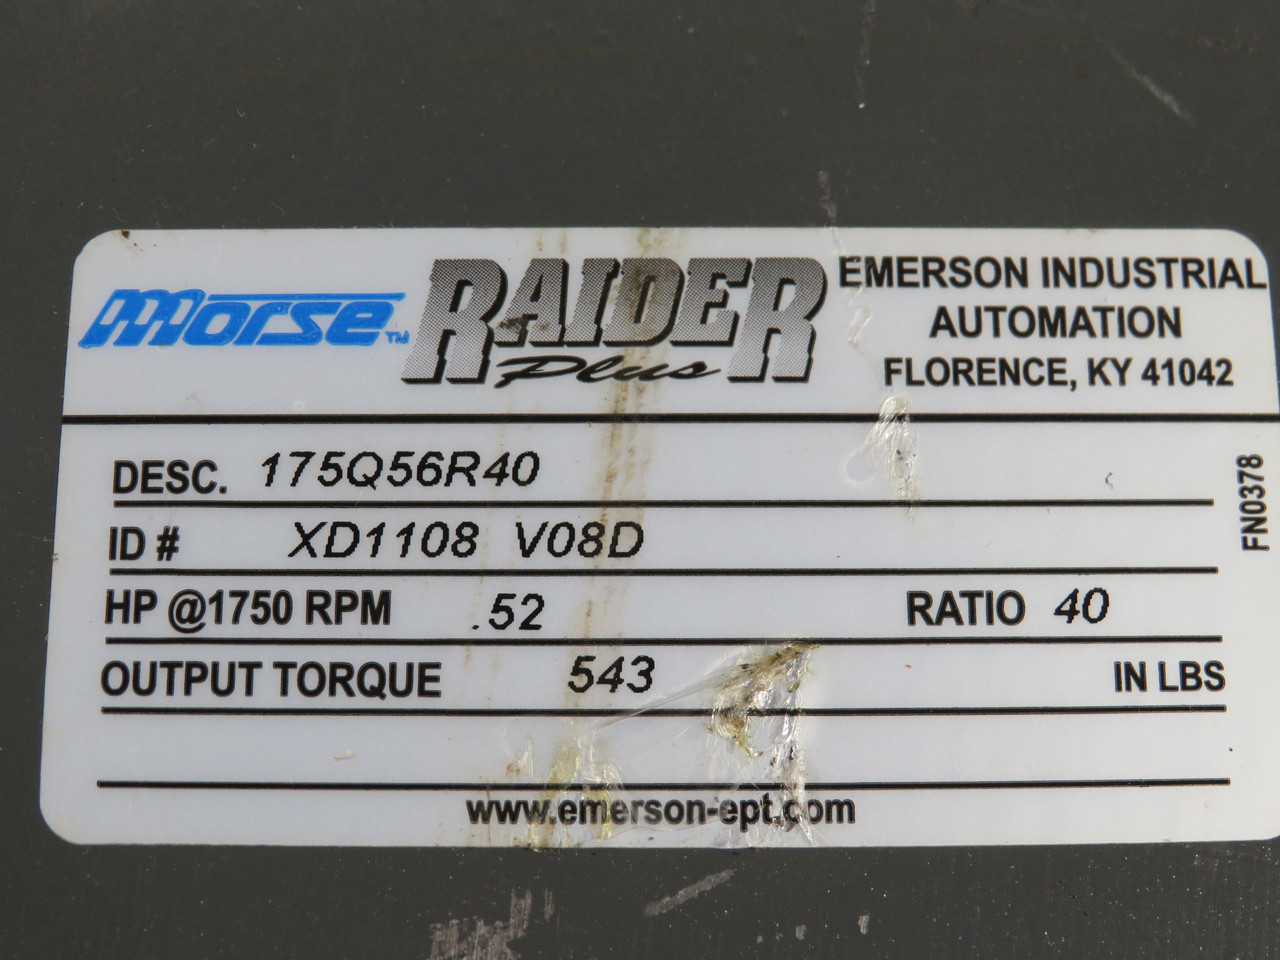 morse™ RAIDER Plus
EMERSON INDUSTRIAL
AUTOMATION
FLORENCE, KY 41042
DESC. 175Q56R40
ID # XD1108 V08D
HP @1750 RPM .52 RATIO 40
OUTPUT TORQUE 543 IN LBS
www.emerson-ept.com
FN0378